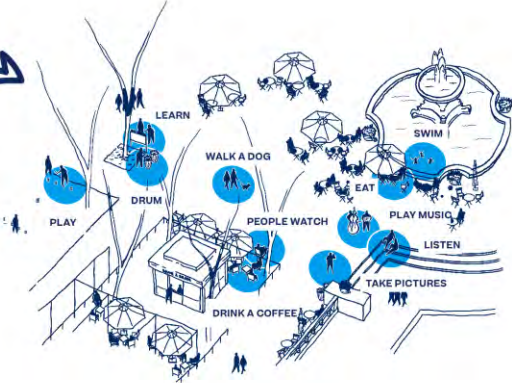 LEARN
SWIM
WALK A DOG
EAT
DRUM
PLAY
PEOPLE WATCH
PLAY MUSIC
LISTEN
TAKE PICTURES
DRINK A COFFEE